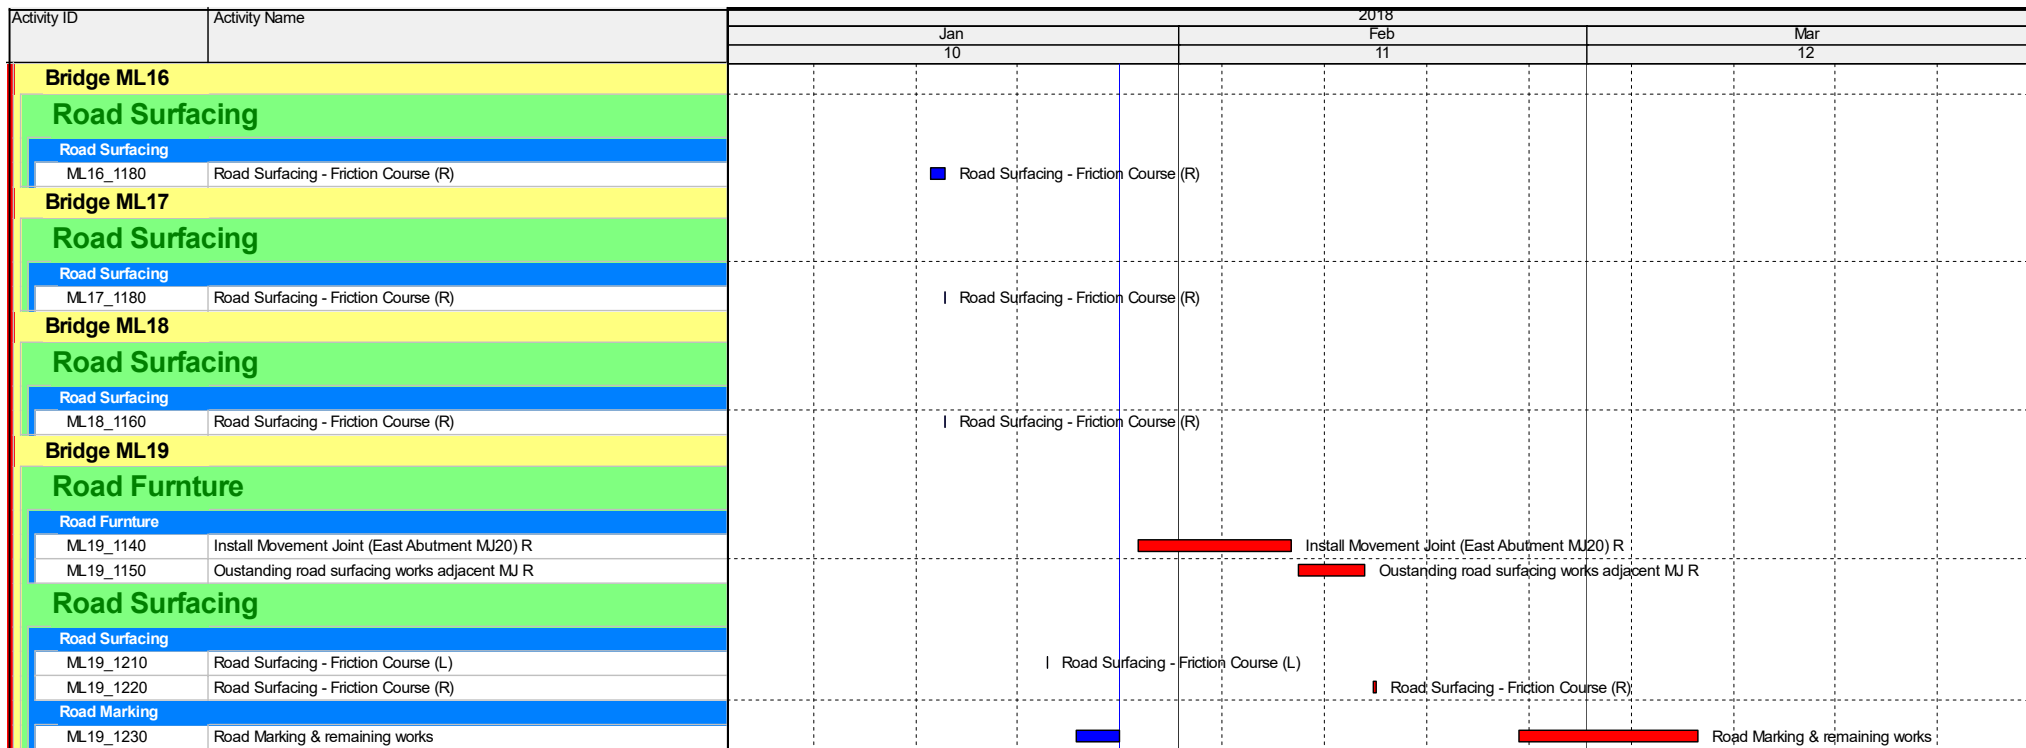 Activity ID Activity Name 2018
Jan Feb Mar
10 11 12
Bridge ML16
Road Surfacing
Road Surfacing
ML16_1180 Road Surfacing - Friction Course (R) Road Surfacing - Friction Course (R)
Bridge ML17
Road Surfacing
Road Surfacing
ML17_1180 Road Surfacing - Friction Course (R) Road Surfacing - Friction Course (R)
Bridge ML18
Road Surfacing
Road Surfacing
ML18_1160 Road Surfacing - Friction Course (R) Road Surfacing - Friction Course (R)
Bridge ML19
Road Furnture
Road Furnture
ML19_1140 Install Movement Joint (East Abutment MJ20) R Install Movement Joint (East Abutment MJ20) R
ML19_1150 Oustanding road surfacing works adjacent MJ R Oustanding road surfacing works adjacent MJ R
Road Surfacing
Road Surfacing
ML19_1210 Road Surfacing - Friction Course (L) Road Surfacing - Friction Course (L)
ML19_1220 Road Surfacing - Friction Course (R) Road Surfacing - Friction Course (R)
Road Marking
ML19_1230 Road Marking & remaining works Road Marking & remaining works